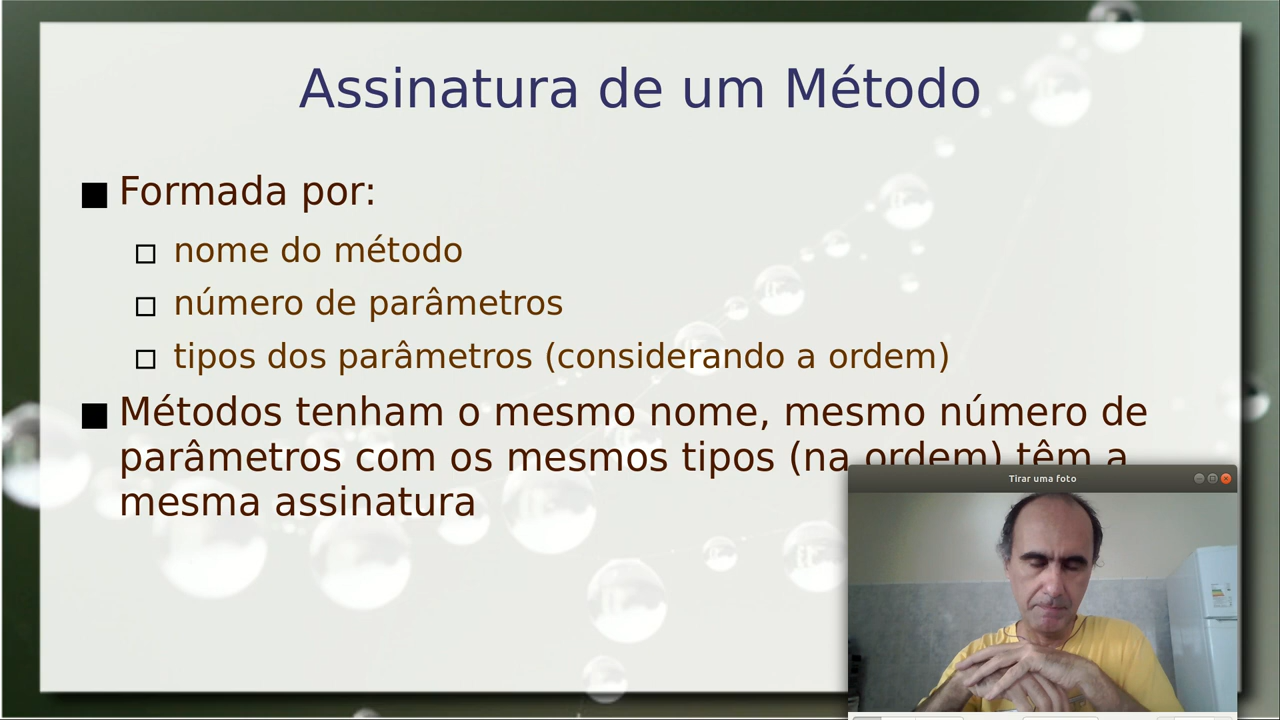 Assinatura de um Método
Formada por:
nome do método
número de parâmetros
tipos dos parâmetros (considerando a ordem)
Métodos tenham o mesmo nome, mesmo número de
parâmetros com os mesmos tipos (na ordem) têm a
mesma assinatura
Tirar uma foto